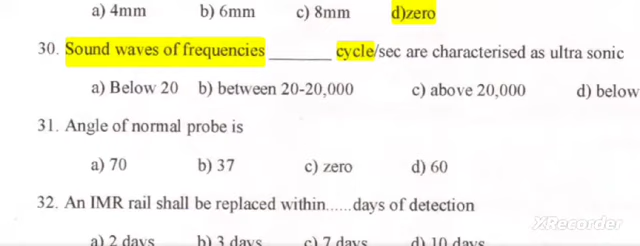 a) 4mm b) 6mm c) 8mm d)zero
30. Sound waves of frequencies ______ cycle/sec are characterised as ultra sonic
a) Below 20 b) between 20-20,000 c) above 20,000 d) below
31. Angle of normal probe is
a) 70 b) 37 c) zero d) 60
32. An IMR rail shall be replaced within......days of detection
a) 2 days b) 3 days c) 7 days d) 10 days
XRecorder